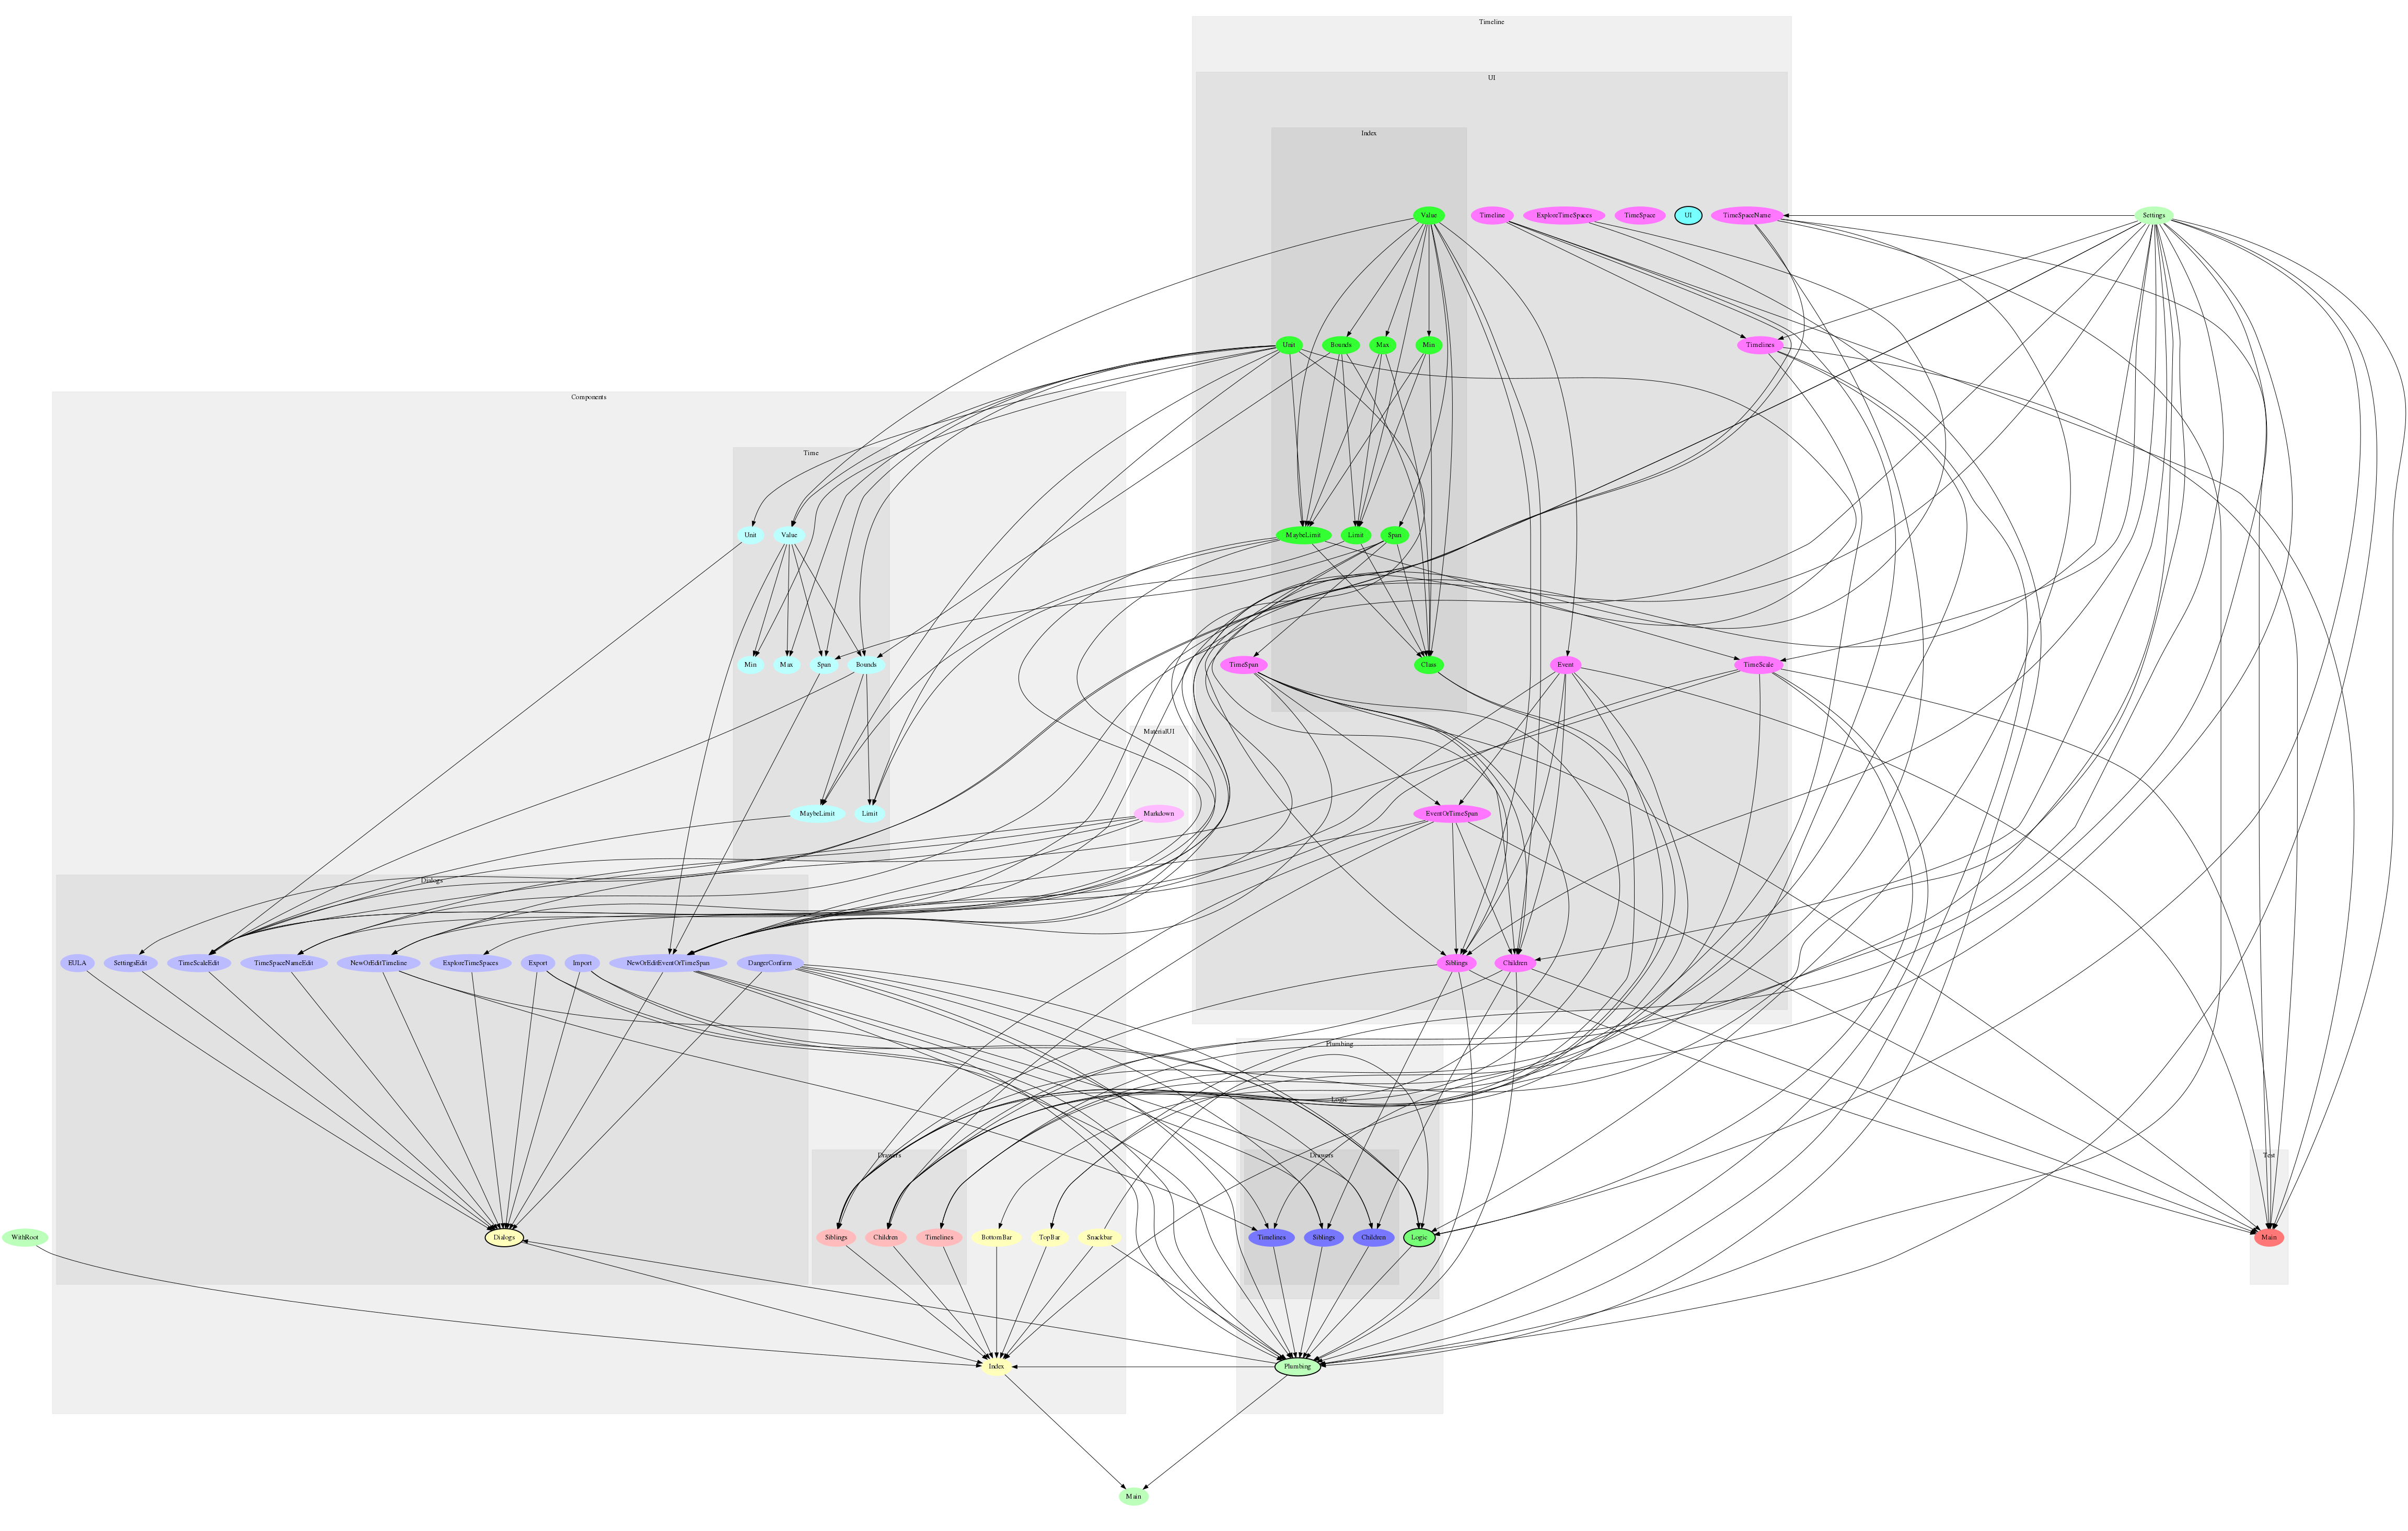 Timeline
UI
Index
Value
Timeline
ExploreTimeSpaces
TimeSpace
UI
TimeSpaceName
Settings
Unit
Bounds
Max
Min
Timelines
Components
Time
Unit
Value
MaybeLimit
Limit
Span
Min
Max
Span
Bounds
TimeSpan
Class
Event
TimeScale
MaterialUI
MaybeLimit
Limit
Markdown
EventOrTimeSpan
Dialogs
EULA
SettingsEdit
TimeScaleEdit
TimeSpaceNameEdit
NewOrEditTimeline
ExploreTimeSpaces
Export
Import
NewOrEditEventOrTimeSpan
DangerConfirm
Siblings
Children
Plumbing
Logic
Drawers
Drawers
Test
WithRoot
Dialogs
Siblings
Children
Timelines
BottomBar
TopBar
Snackbar
Timelines
Siblings
Children
Logic
Main
Index
Plumbing
Main